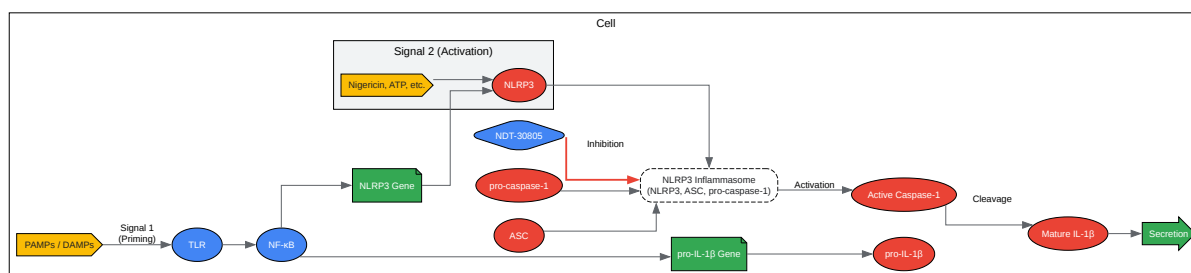 Cell
Signal 2 (Activation)
Nigericin, ATP, etc.
NLRP3
NDT-30805
Inhibition
NLRP3 Gene
pro-caspase-1
NLRP3 Inflammasome
(NLRP3, ASC, pro-caspase-1)
Activation
Active Caspase-1
Cleavage
Signal 1
(Priming)
PAMPs / DAMPs
TLR
NF-κB
ASC
pro-IL-1β Gene
pro-IL-1β
Mature IL-1β
Secretion